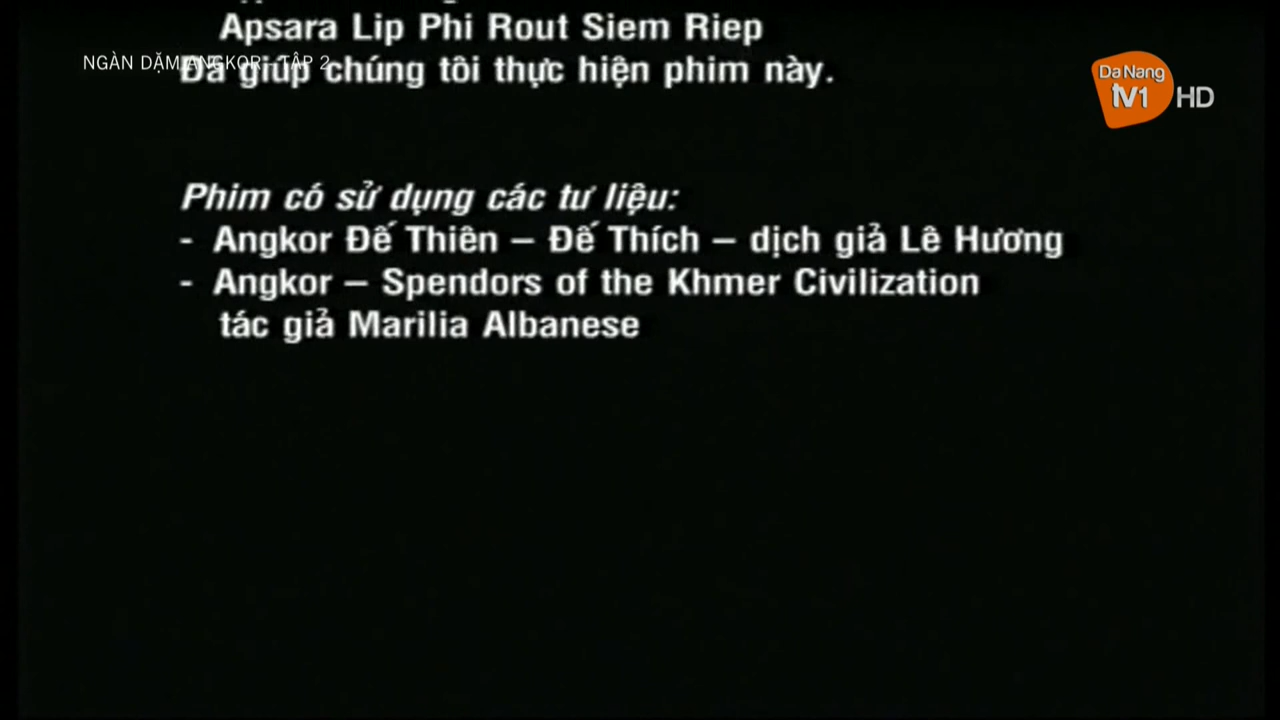 Apsara Lip Phi Rout Siem Riep
NGÀN DẶM ANGKOR - TẬP 2
Đã giúp chúng tôi thực hiện phim này.
Da Nang
TV1 HD
Phim có sử dụng các tư liệu:
- Angkor Đế Thiên – Đế Thích – dịch giả Lê Hương
- Angkor – Spendors of the Khmer Civilization
tác giả Marilia Albanese